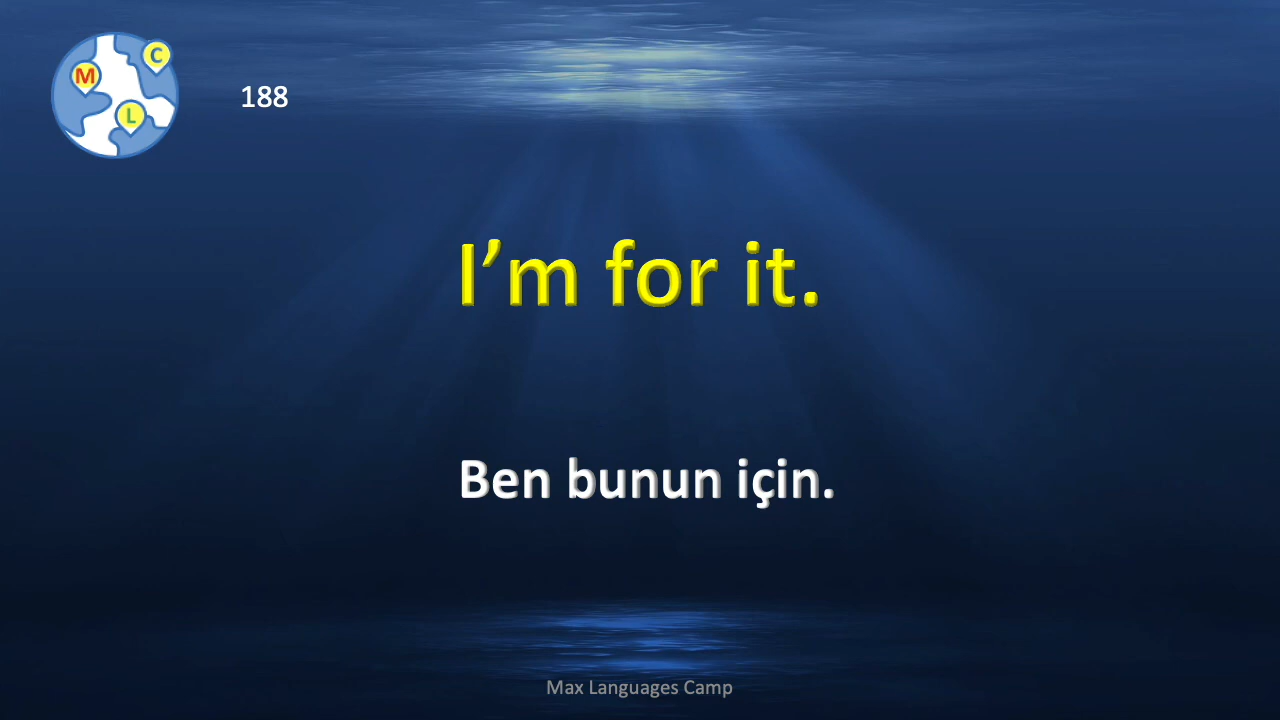 C
M
L
188
I’m for it.
Ben bunun için.
Max Languages Camp